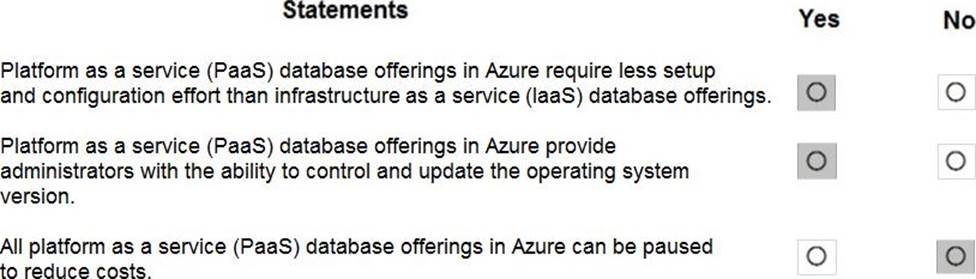 Statements Yes No
Platform as a service (PaaS) database offerings in Azure require less setup
and configuration effort than infrastructure as a service (IaaS) database offerings.
Platform as a service (PaaS) database offerings in Azure provide
administrators with the ability to control and update the operating system
version.
All platform as a service (PaaS) database offerings in Azure can be paused
to reduce costs.